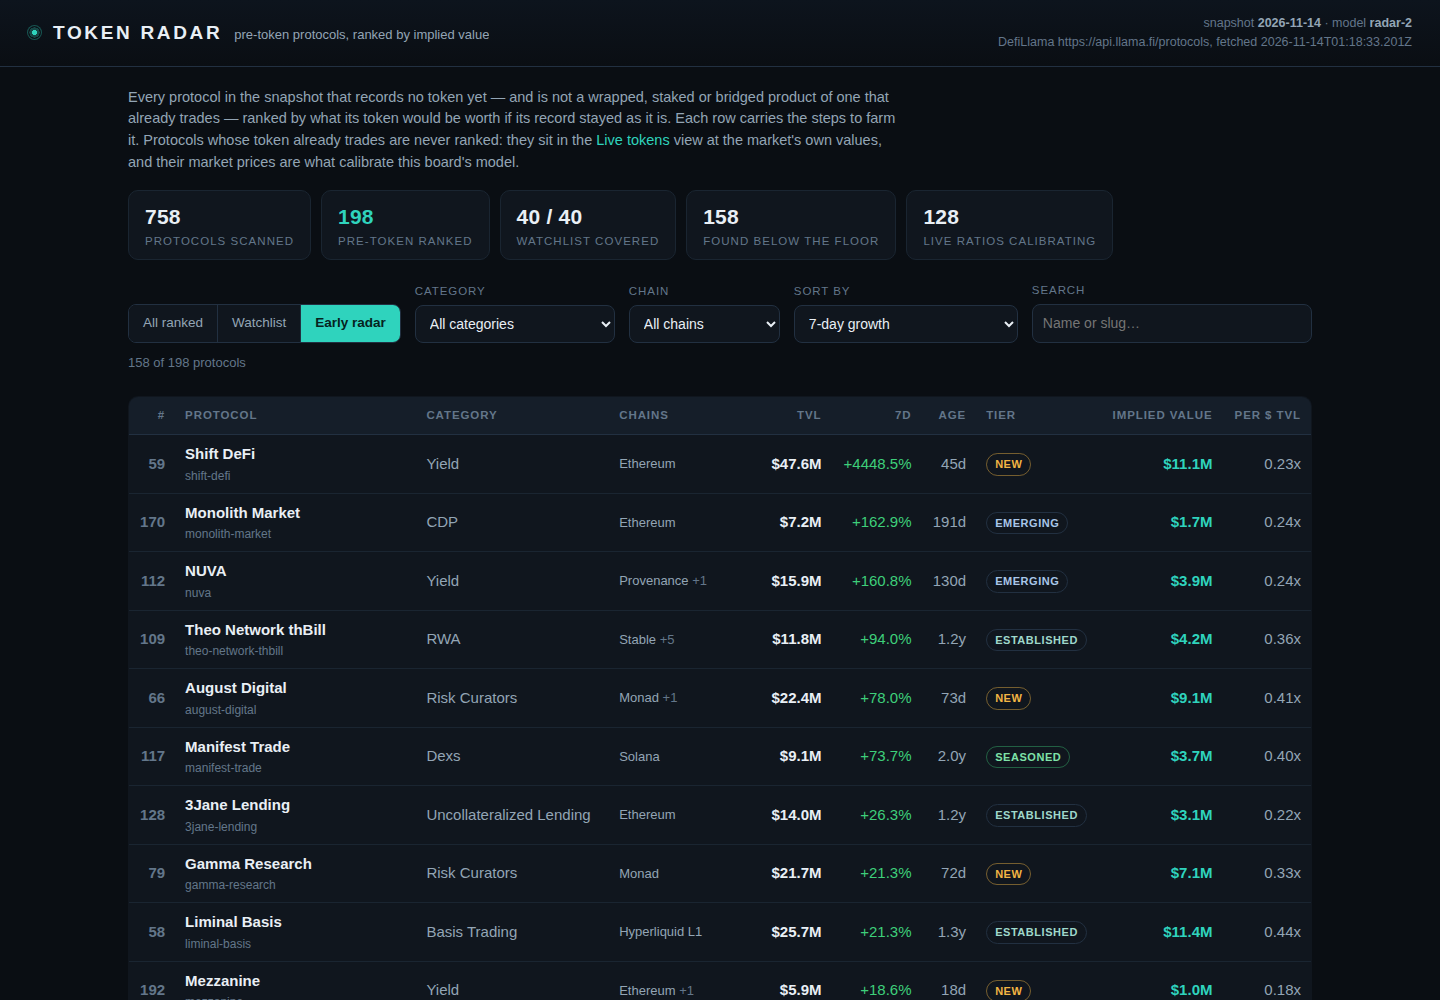 TOKEN RADAR pre-token protocols, ranked by implied value
snapshot 2026-11-14 · model radar-2
DefiLlama https://api.llama.fi/protocols, fetched 2026-11-14T01:18:33.201Z
Every protocol in the snapshot that records no token yet — and is not a wrapped, staked or bridged product of one that
already trades — ranked by what its token would be worth if its record stayed as it is. Each row carries the steps to farm
it. Protocols whose token already trades are never ranked: they sit in the Live tokens view at the market's own values,
and their market prices are what calibrate this board's model.
758
PROTOCOLS SCANNED
198
PRE-TOKEN RANKED
40 / 40
WATCHLIST COVERED
158
FOUND BELOW THE FLOOR
128
LIVE RATIOS CALIBRATING
CATEGORY CHAIN SORT BY SEARCH
All ranked Watchlist Early radar All categories All chains 7-day growth Name or slug…
158 of 198 protocols
# PROTOCOL CATEGORY CHAINS TVL 7D AGE TIER IMPLIED VALUE PER $ TVL
59 Shift DeFi Yield Ethereum $47.6M +4448.5% 45d NEW $11.1M 0.23x
shift-defi
170 Monolith Market CDP Ethereum $7.2M +162.9% 191d EMERGING $1.7M 0.24x
monolith-market
112 NUVA Yield Provenance +1 $15.9M +160.8% 130d EMERGING $3.9M 0.24x
nuva
109 Theo Network thBill RWA Stable +5 $11.8M +94.0% 1.2y ESTABLISHED $4.2M 0.36x
theo-network-thbill
66 August Digital Risk Curators Monad +1 $22.4M +78.0% 73d NEW $9.1M 0.41x
august-digital
117 Manifest Trade Dexs Solana $9.1M +73.7% 2.0y SEASONED $3.7M 0.40x
manifest-trade
128 3Jane Lending Uncollateralized Lending Ethereum $14.0M +26.3% 1.2y ESTABLISHED $3.1M 0.22x
3jane-lending
79 Gamma Research Risk Curators Monad $21.7M +21.3% 72d NEW $7.1M 0.33x
gamma-research
58 Liminal Basis Basis Trading Hyperliquid L1 $25.7M +21.3% 1.3y ESTABLISHED $11.4M 0.44x
liminal-basis
192 Mezzanine Yield Ethereum +1 $5.9M +18.6% 18d NEW $1.0M 0.18x